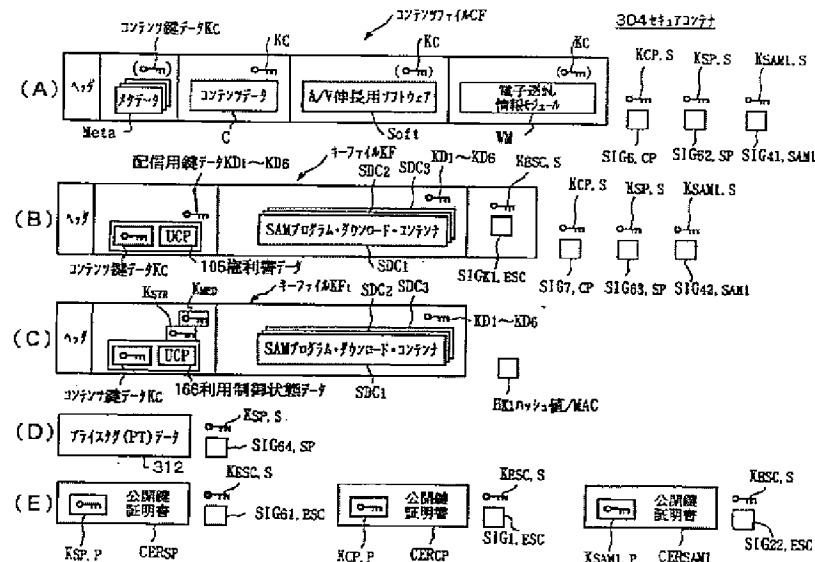 コンテンツ鍵データKC
KC
コンテンツファイルCF
KC
KC
304セキュアコンテナ
(A)
ヘッダ
メタデータ
Meta
コンテンツデータ
C
A/V伸長用ソフトウェア
Soft
電子透かし
情報モジュール
WM
KCP, S
KSP, S
KSAM1, S
SIG6, CP
SIG62, SP
SIG41, SAM1
配信用鍵データKD1〜KD6
キーファイルKF
SDC2
SDC3
KD1〜KD6
KESC, S
(B)
ヘッダ
UCP
コンテンツ鍵データKC
106権利書データ
SAMプログラム・ダウンロード・コンテナ
SDC1
SIGK1, ESC
KCP, S
KSP, S
KSAM1, S
SIG7, CP
SIG63, SP
SIG42, SAM1
KSTR
KMED
キーファイルKF1
SDC2
SDC3
(C)
ヘッダ
UCP
コンテンツ鍵データKC
166利用制御状態データ
SAMプログラム・ダウンロード・コンテナ
SDC1
KD1〜KD6
HK1ハッシュ値/MAC
(D)
プライスタグ(PT)データ
312
KSP, S
SIG64, SP
(E)
公開鍵
証明書
KSP, P
CERSP
KESC, S
SIG61, ESC
公開鍵
証明書
KCP, P
CERCP
KESC, S
SIG1, ESC
公開鍵
証明書
KSAM1, P
CERSAM1
KESC, S
SIG22, ESC